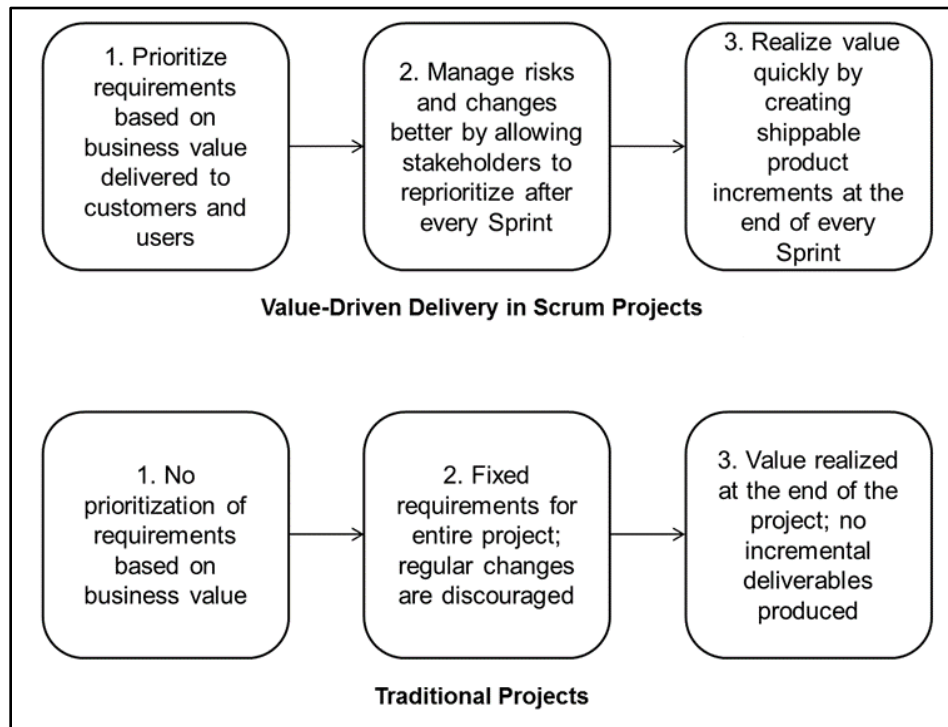 1. Prioritize
requirements
based on
business value
delivered to
customers and
users
2. Manage risks
and changes
better by allowing
stakeholders to
reprioritize after
every Sprint
3. Realize value
quickly by
creating
shippable
product
increments at the
end of every
Sprint
Value-Driven Delivery in Scrum Projects
1. No
prioritization of
requirements
based on
business value
2. Fixed
requirements for
entire project;
regular changes
are discouraged
3. Value realized
at the end of the
project; no
incremental
deliverables
produced
Traditional Projects